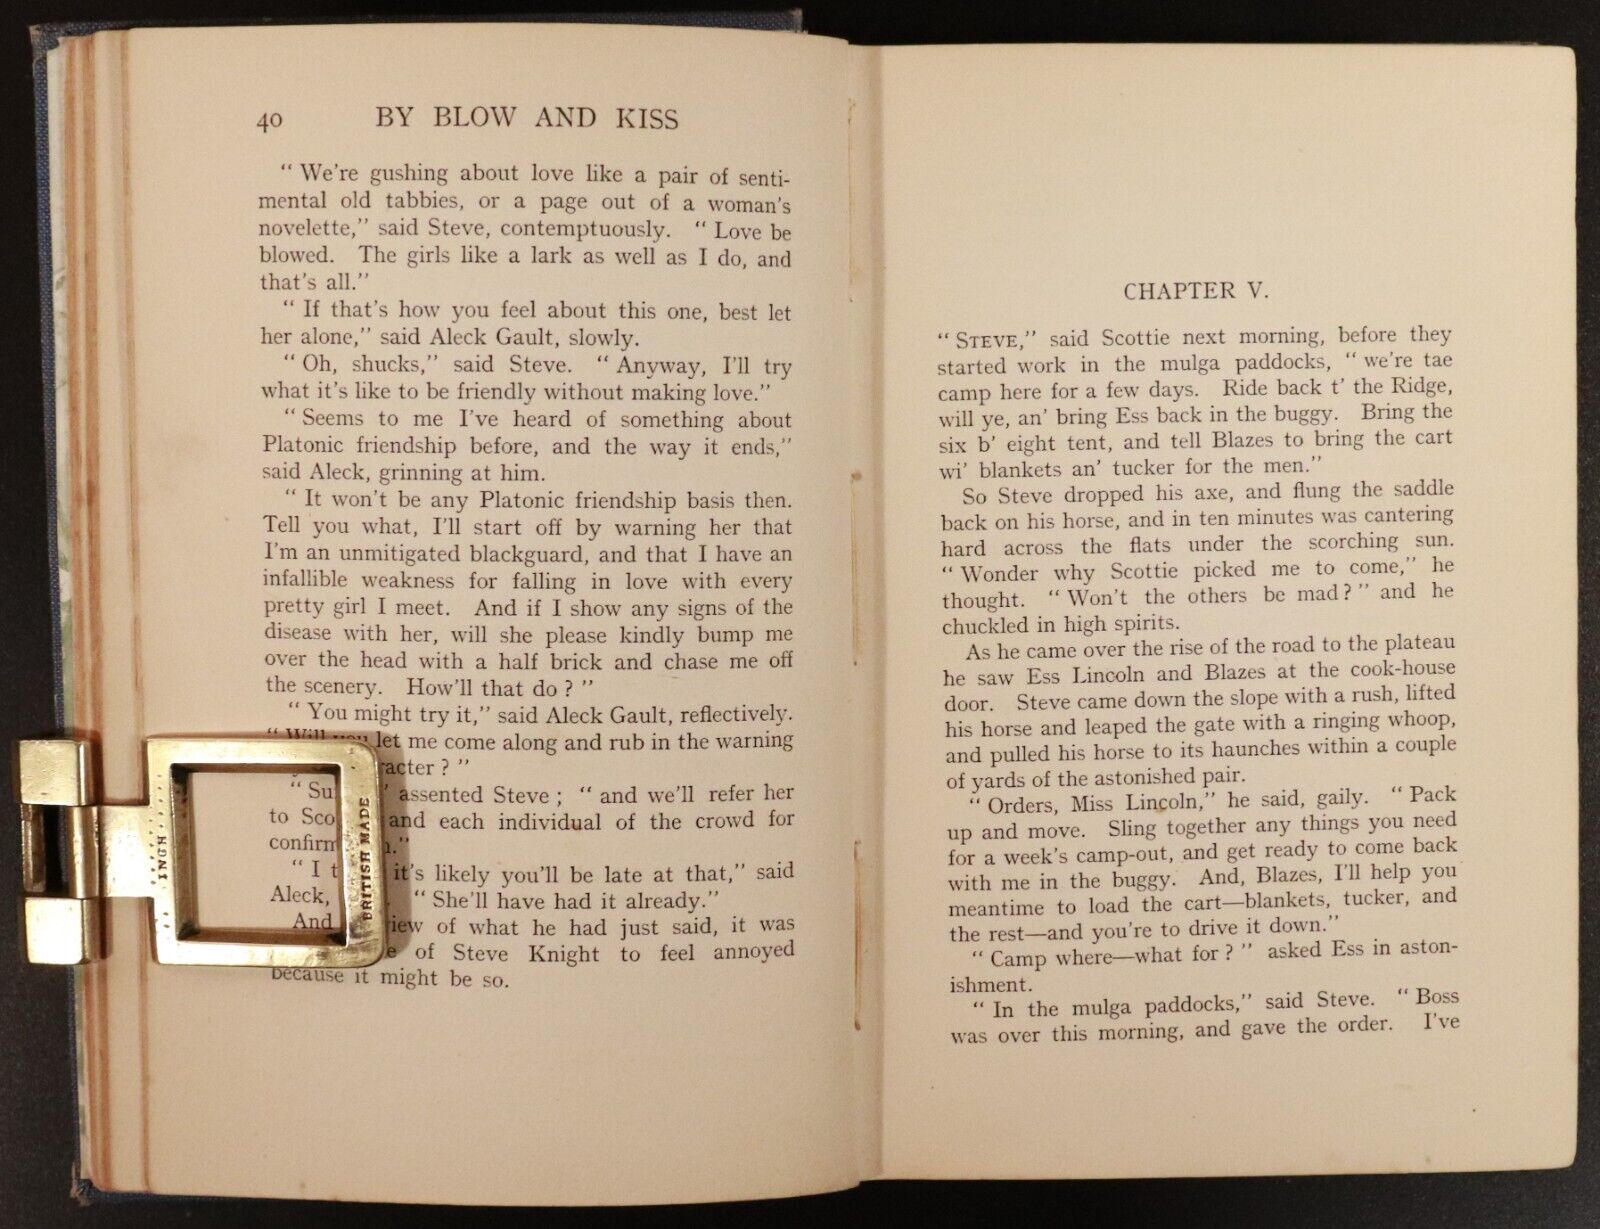 40 BY BLOW AND KISS
“ We’re gushing about love like a pair of senti-
mental old tabbies, or a page out of a woman’s
novelette,” said Steve, contemptuously. “ Love be
blowed. The girls like a lark as well as I do, and
that’s all.”
“ If that’s how you feel about this one, best let
her alone,” said Aleck Gault, slowly.
“ Oh, shucks,” said Steve. “ Anyway, I’ll try
what it’s like to be friendly without making love.”
“ Seems to me I’ve heard of something about
Platonic friendship before, and the way it ends,”
said Aleck, grinning at him.
“ It won’t be any Platonic friendship basis then.
Tell you what, I’ll start off by warning her that
I’m an unmitigated blackguard, and that I have an
infallible weakness for falling in love with every
pretty girl I meet. And if I show any signs of the
disease with her, will she please kindly bump me
over the head with a half brick and chase me off
the scenery. How’ll that do ? ”
“ You might try it,” said Aleck Gault, reflectively.
“ Will you let me come along and rub in the warning
? ”
assented Steve ; “ and we’ll refer her
to and each individual of the crowd for
“ I it’s likely you’ll be late at that,” said
Aleck, “ She’ll have had it already.”
And of what he had just said, it was
of Steve Knight to feel annoyed
because it might be so.
INGH
BRITISH MADE
CHAPTER V.
“ STEVE,” said Scottie next morning, before they
started work in the mulga paddocks, “ we’re tae
camp here for a few days. Ride back t’ the Ridge,
will ye, an’ bring Ess back in the buggy. Bring the
six b’ eight tent, and tell Blazes to bring the cart
wi’ blankets an’ tucker for the men.”
So Steve dropped his axe, and flung the saddle
back on his horse, and in ten minutes was cantering
hard across the flats under the scorching sun.
“ Wonder why Scottie picked me to come,” he
thought. “ Won’t the others be mad ? ” and he
chuckled in high spirits.
As he came over the rise of the road to the plateau
he saw Ess Lincoln and Blazes at the cook-house
door. Steve came down the slope with a rush, lifted
his horse and leaped the gate with a ringing whoop,
and pulled his horse to its haunches within a couple
of yards of the astonished pair.
“ Orders, Miss Lincoln,” he said, gaily. “ Pack
up and move. Sling together any things you need
for a week’s camp-out, and get ready to come back
with me in the buggy. And, Blazes, I’ll help you
meantime to load the cart—blankets, tucker, and
the rest—and you’re to drive it down.”
“ Camp where—what for ? ” asked Ess in aston-
ishment.
“ In the mulga paddocks,” said Steve. “ Boss
was over this morning, and gave the order. I’ve